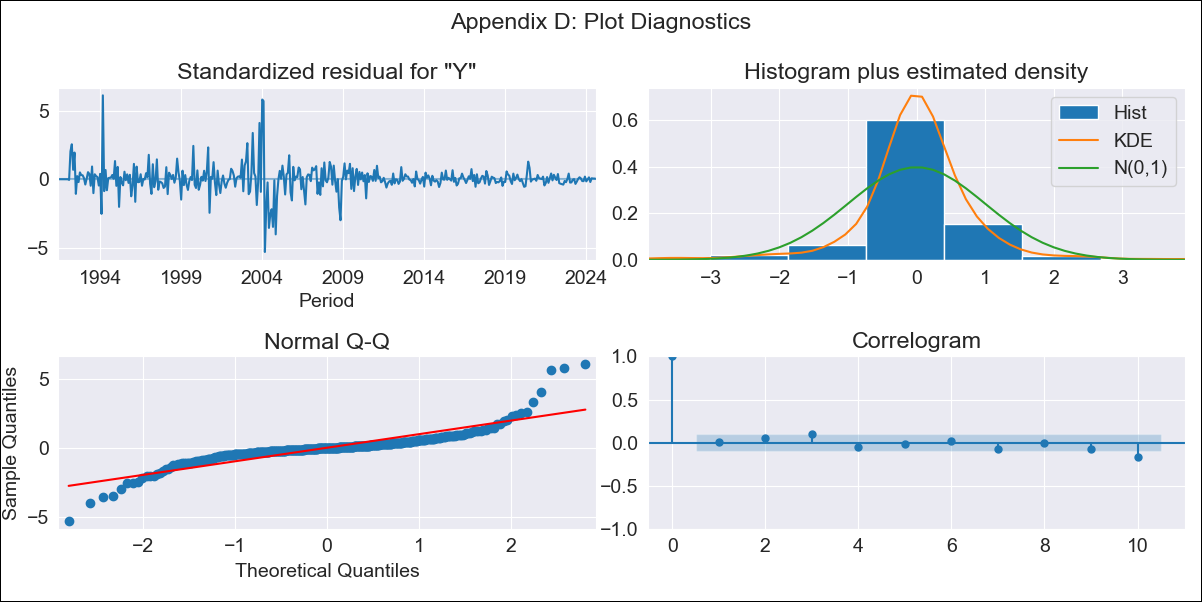 Appendix D: Plot Diagnostics
Standardized residual for "Y"
5
0
−5
1994 1999 2004 2009 2014 2019 2024
Period
Histogram plus estimated density
Hist
KDE
N(0,1)
0.6
0.4
0.2
0.0
−3 −2 −1 0 1 2 3
Normal Q-Q
Sample Quantiles
5
0
−5
−2 −1 0 1 2
Theoretical Quantiles
Correlogram
1.0
0.5
0.0
−0.5
−1.0
0 2 4 6 8 10